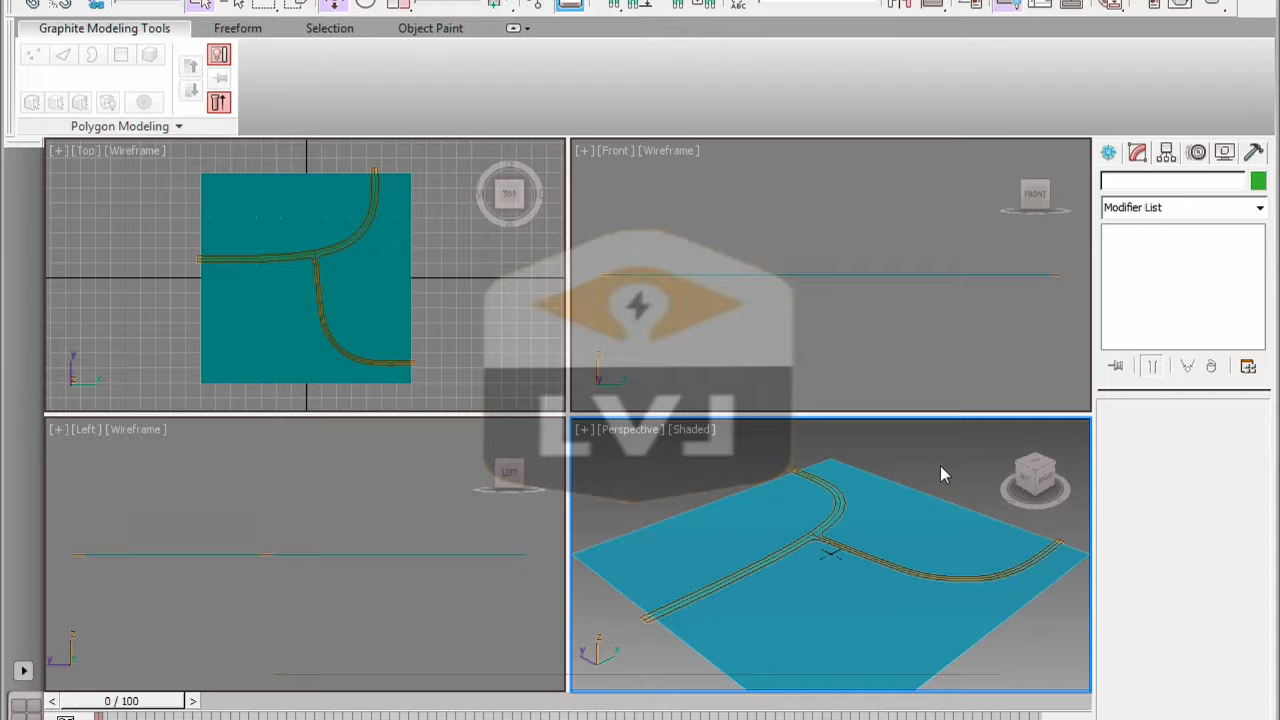 Graphite Modeling Tools
Freeform
Selection
Object Paint
Polygon Modeling
[+] [Top] [Wireframe]
TOP
[+] [Front] [Wireframe]
FRONT
Modifier List
[+] [Left] [Wireframe]
LEFT
[+] [Perspective] [Shaded]
LVL
y
x
z
x
z
y
x
z
y
x
< 0 / 100 >